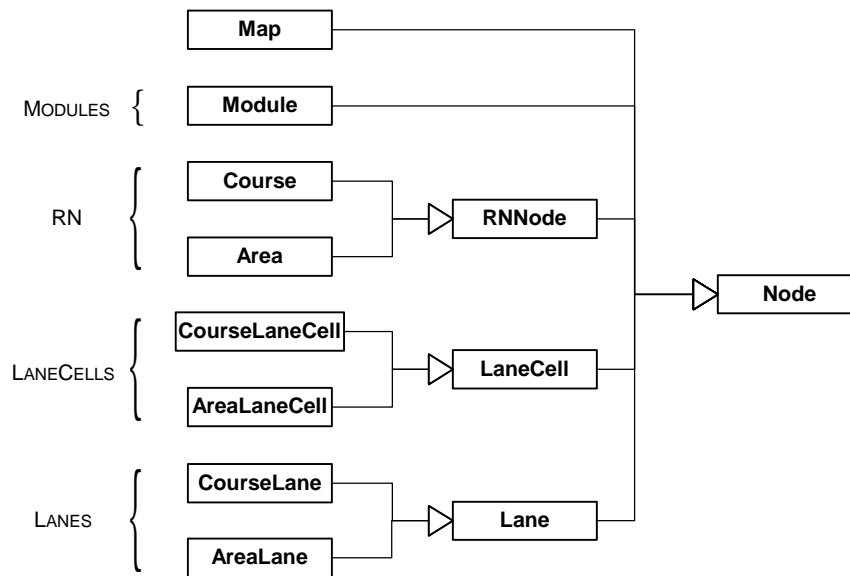 Map
MODULES { Module
Course
RN RNNode
Area
Node
CourseLaneCell
LANECELLS LaneCell
AreaLaneCell
CourseLane
LANES Lane
AreaLane